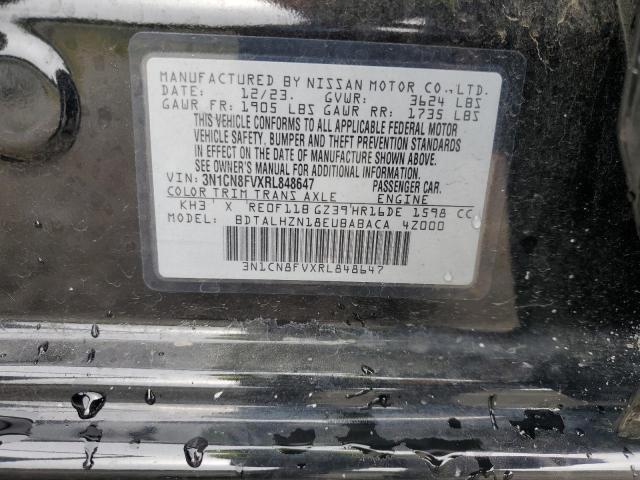 MANUFACTURED BY NISSAN MOTOR CO.,LTD.
DATE: 12/23. GVWR: 3624 LBS
GAWR FR: 1905 LBS GAWR RR: 1735 LBS
THIS VEHICLE CONFORMS TO ALL APPLICABLE FEDERAL MOTOR
VEHICLE SAFETY, BUMPER AND THEFT PREVENTION STANDARDS
IN EFFECT ON THE DATE OF MANUFACTURE SHOWN ABOVE.
SEE OWNER'S MANUAL FOR ADDITIONAL INFORMATION.
VIN: 3N1CN8FVXRL848647 PASSENGER CAR.
COLOR TRIM TRANS AXLE ENGINE
KH3 X RE0F11B GZ39 HR16DE 1598 CC
MODEL: BDTALHZN18EUBABACA 4Z000
3N1CN8FVXRL848647